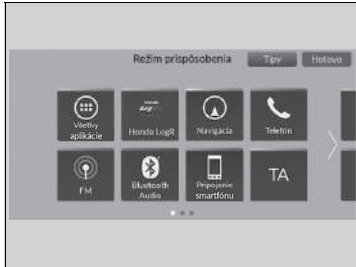 Režim prispôsobenia
Tipy
Hotovo
Všetky
aplikácie
Honda LogR
Navigácia
Telefón
FM
Bluetooth
Audio
Pripojenie
smartfónu
TA